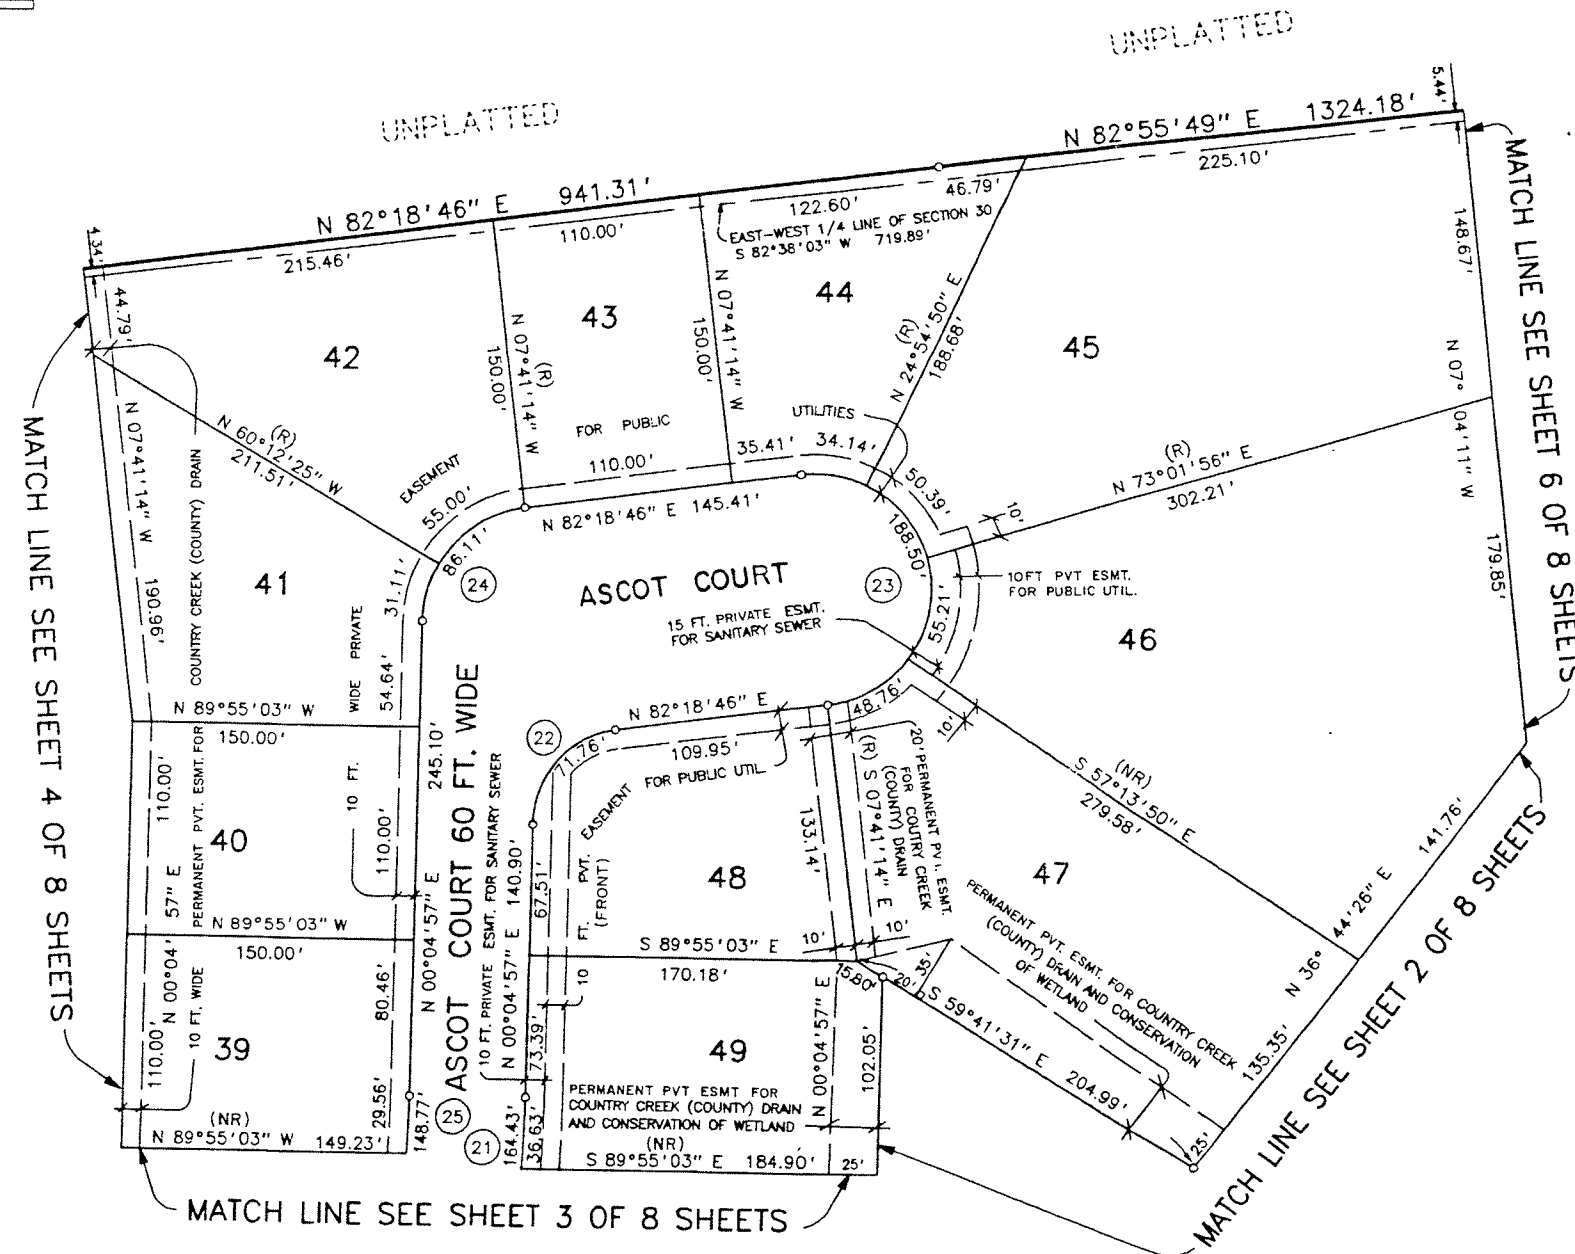 UNPLATTED
UNPLATTED
N 82°18'46" E 941.31'
N 82°55'49" E 1324.18'
5.44'
4.34'
215.46'
110.00'
122.60'
46.79'
225.10'
EAST-WEST 1/4 LINE OF SECTION 30
S 82°38'03" W 719.89'
MATCH LINE SEE SHEET 4 OF 8 SHEETS
MATCH LINE SEE SHEET 6 OF 8 SHEETS
44.79'
42
43
44
45
148.67'
N 07°04'11" W
179.85'
N 07°41'14" W
(R)
150.00'
N 07°41'14" W
150.00'
N 24°54'50" E
(R)
188.68'
N 60°12'25" W
(R)
211.51'
N 07°41'14" W
190.96'
COUNTRY CREEK (COUNTY) DRAIN
PERMANENT PVT. ESMT. FOR
10 FT. WIDE
EASEMENT
FOR PUBLIC
UTILITIES
WIDE PRIVATE
10 FT.
55.00'
86.11'
31.11'
24
110.00'
35.41'
34.14'
50.39'
188.50'
N 82°18'46" E 145.41'
(R)
N 73°01'56" E
302.21'
10'
41
ASCOT COURT
23
10FT PVT ESMT.
FOR PUBLIC UTIL.
15 FT. PRIVATE ESMT.
FOR SANITARY SEWER
55.21'
48.76'
46
54.64'
N 89°55'03" W
150.00'
245.10'
ASCOT COURT 60 FT. WIDE
N 00°04'57" E
22
N 82°18'46" E
71.76'
109.95'
EASEMENT FOR PUBLIC UTIL.
10 FT. PVT.
(FRONT)
10'
(NR)
S 57°13'50" E
279.58'
20' PERMANENT PVT. ESMT.
FOR COUTRY CREEK
(COUNTY) DRAIN
(R) S 07°41'14" E
133.14'
110.00'
40
N 00°04'57" E
110.00'
N 89°55'03" W
150.00'
10 FT. PRIVATE ESMT. FOR SANITARY SEWER
N 00°04'57" E 140.90'
67.51'
48
47
141.76'
N 36°44'26" E
135.35'
PERMANENT PVT. ESMT. FOR COUNTRY CREEK
(COUNTY) DRAIN AND CONSERVATION
OF WETLAND
S 89°55'03" E
170.18'
10'
10'
15.80'
20'
35'
S 59°41'31" E 204.99'
25'
80.46'
39
110.00'
29.56'
(NR)
N 89°55'03" W 149.23'
148.77'
25
21
164.43'
73.39'
36.63'
49
N 00°04'57" E
102.05'
PERMANENT PVT ESMT FOR
COUNTRY CREEK (COUNTY) DRAIN
AND CONSERVATION OF WETLAND
(NR)
S 89°55'03" E 184.90'
25'
MATCH LINE SEE SHEET 3 OF 8 SHEETS
MATCH LINE SEE SHEET 2 OF 8 SHEETS